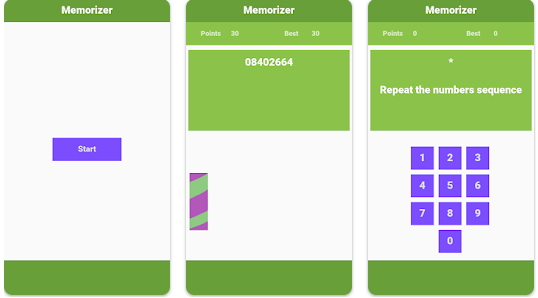 Memorizer
Start
Memorizer
Points 30 Best 30
08402664
Memorizer
Points 0 Best 0
*
Repeat the numbers sequence
1 2 3
4 5 6
7 8 9
0